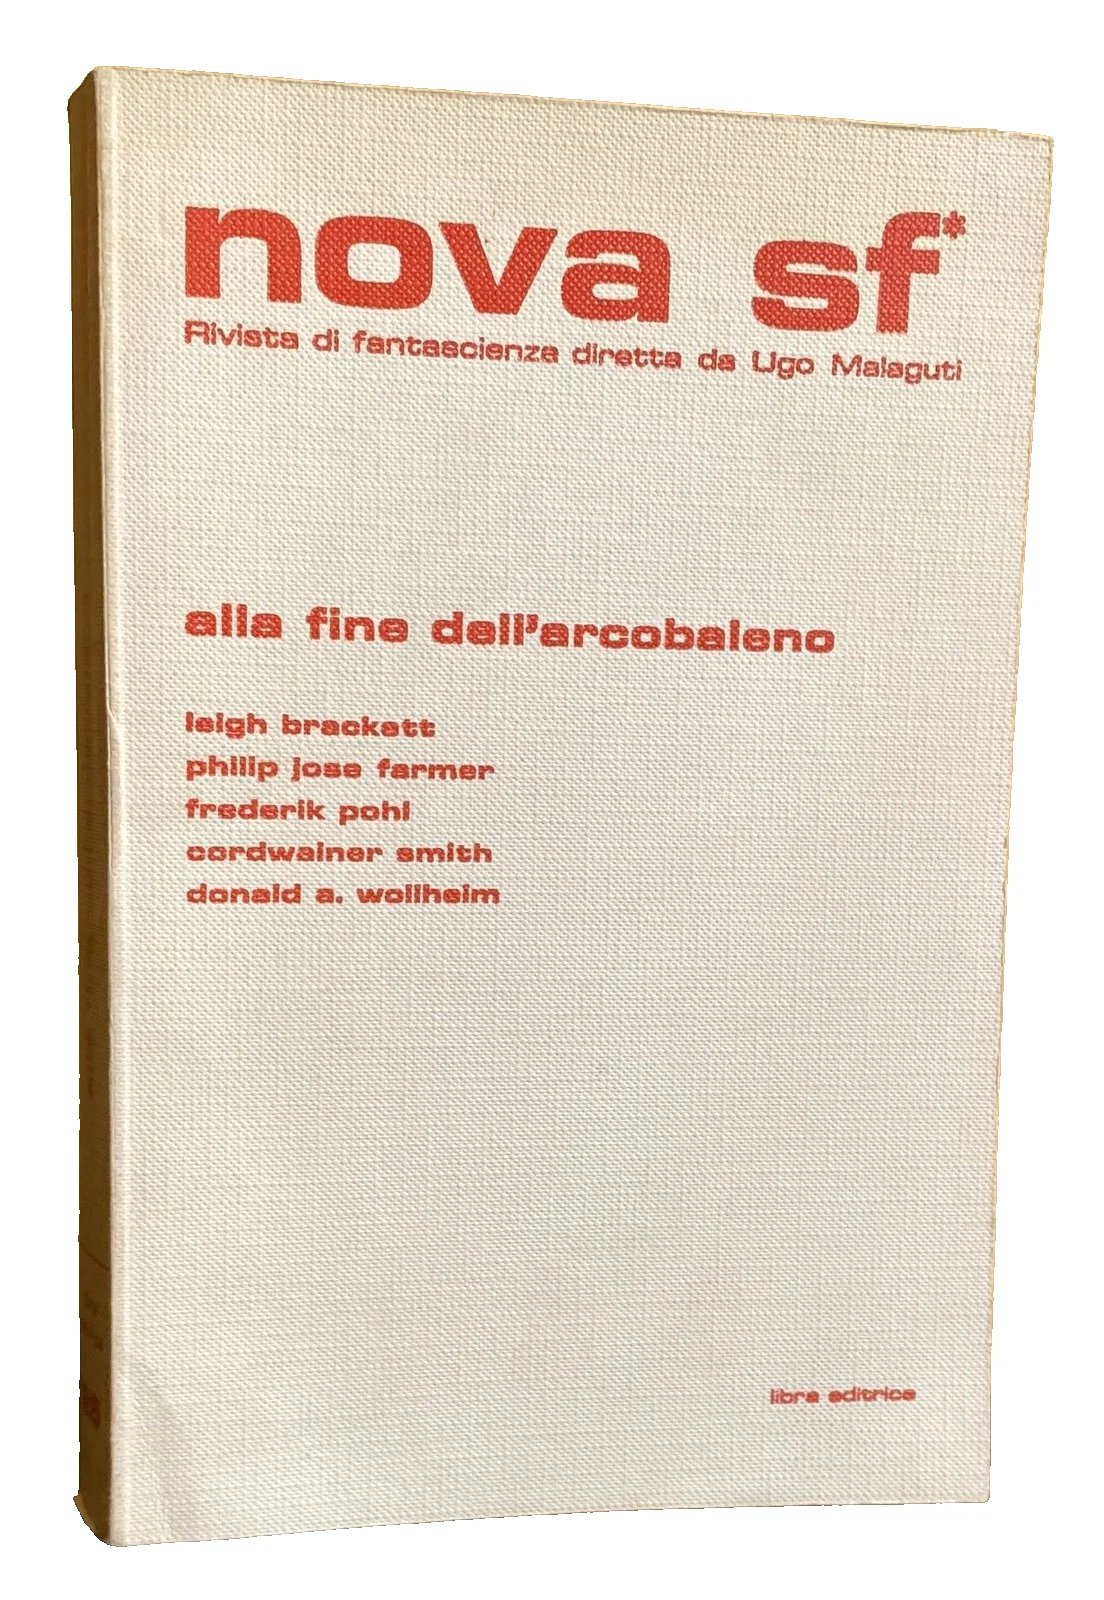 nova sf*
Rivista di fantascienza diretta da Ugo Malaguti
alla fine dell'arcobaleno
leigh brackett
philip jose farmer
frederik pohl
cordwainer smith
donald a. wollheim
libra editrice